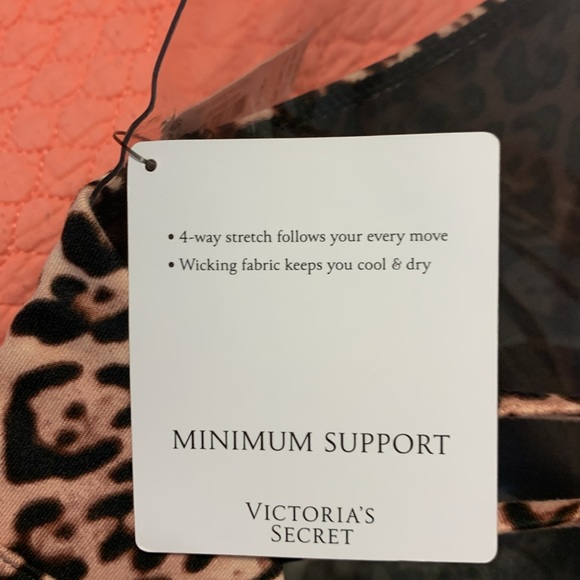 • 4-way stretch follows your every move
• Wicking fabric keeps you cool & dry
MINIMUM SUPPORT
VICTORIA'S
SECRET